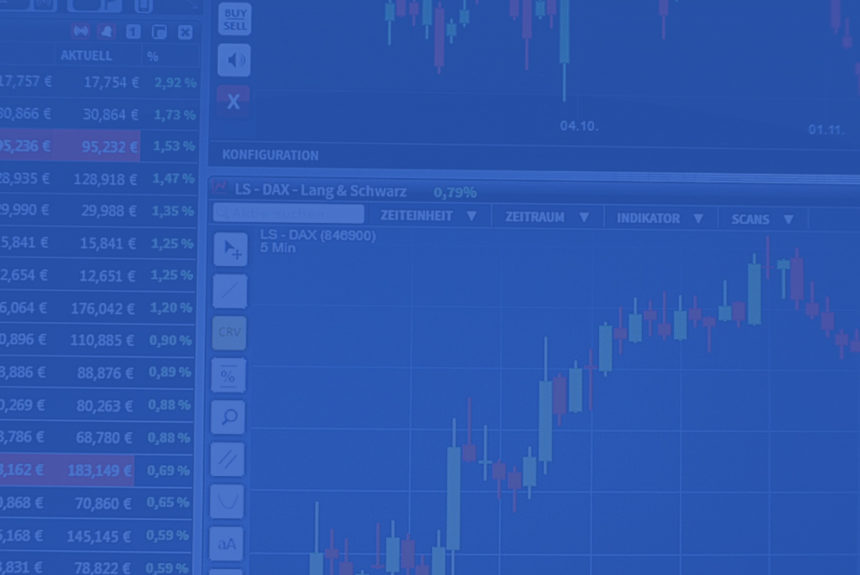 BUY
SELL
1
AKTUELL %
17,757 € 17,754 € 2,92 %
30,866 € 30,864 € 1,73 %
95,236 € 95,232 € 1,53 %
X
04.10. 01.11.
KONFIGURATION
28,935 € 128,918 € 1,47 %
LS - DAX - Lang & Schwarz 0,79%
29,990 € 29,988 € 1,35 %
ZEITEINHEIT ZEITRAUM INDIKATOR SCANS
LS - DAX (846900)
5 Min
5,841 € 15,841 € 1,25 %
2,654 € 12,651 € 1,25 %
6,064 € 176,042 € 1,20 %
CRV
0,896 € 110,885 € 0,90 %
8,886 € 88,876 € 0,89 %
%
0,269 € 80,263 € 0,88 %
8,786 € 68,780 € 0,88 %
3,162 € 183,149 € 0,69 %
0,868 € 70,860 € 0,65 %
5,168 € 145,145 € 0,59 %
aA
8,831 € 78,822 € 0,59 %